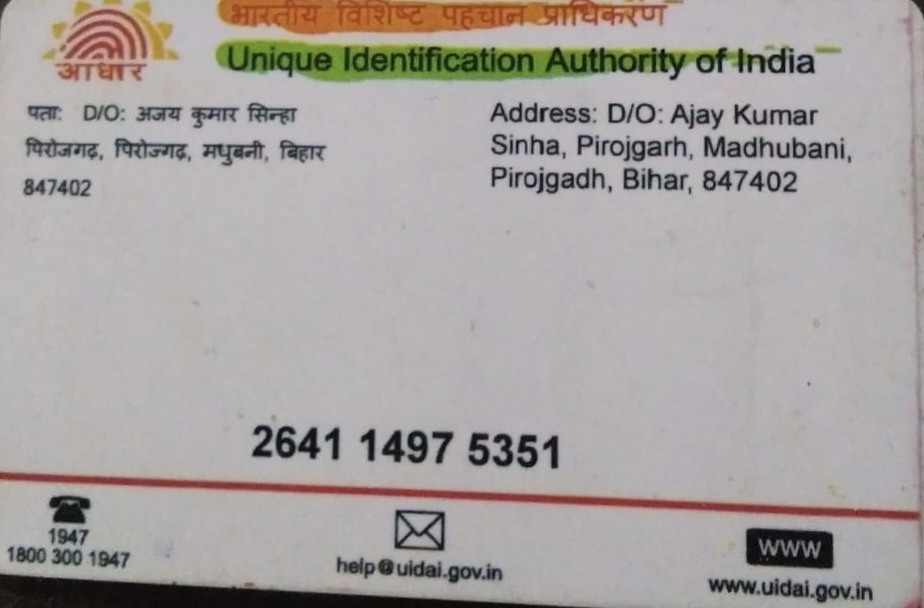 भारतीय विशिष्ट पहचान प्राधिकरण
आधार
Unique Identification Authority of India
पता: D/O: अजय कुमार सिन्हा
पिरोजगढ़, पिरोज्गढ़, मधुबनी, बिहार
847402
Address: D/O: Ajay Kumar
Sinha, Pirojgarh, Madhubani,
Pirojgadh, Bihar, 847402
2641 1497 5351
1947
1800 300 1947
help@uidai.gov.in
WWW
www.uidai.gov.in